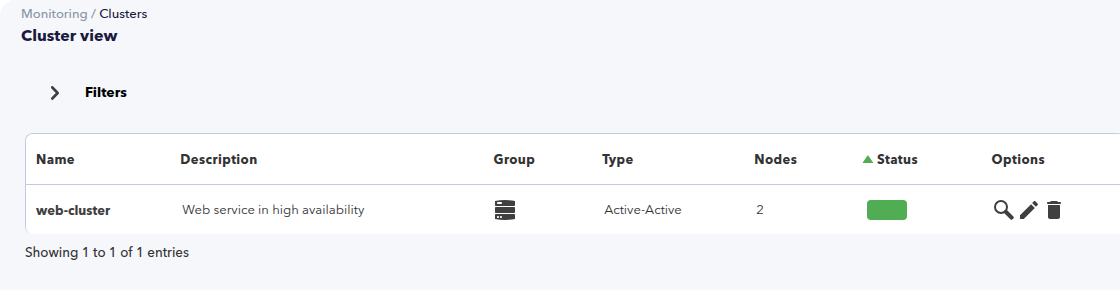 Monitoring / Clusters
Cluster view
Filters
Name Description Group Type Nodes Status Options
web-cluster Web service in high availability Active-Active 2
Showing 1 to 1 of 1 entries